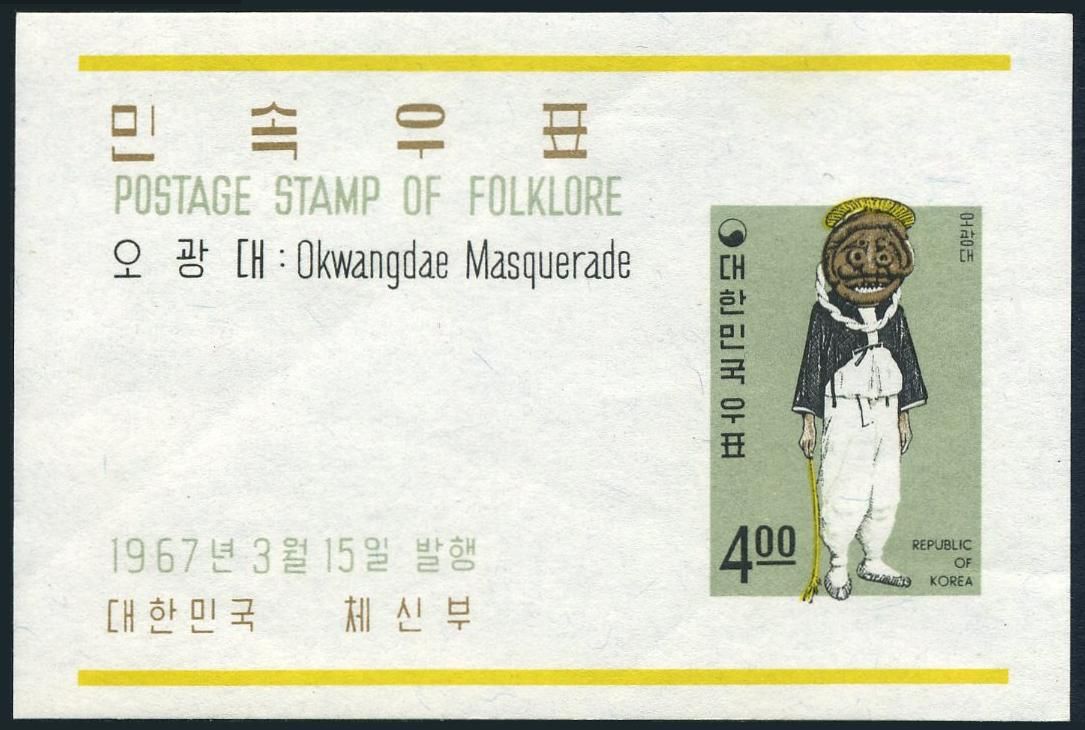 민 속 우 표
POSTAGE STAMP OF FOLKLORE
오 광 대 : Okwangdae Masquerade
대한민국우표
오광대
400
REPUBLIC
OF
KOREA
1967년 3월 15일 발행
대한민국 체신부